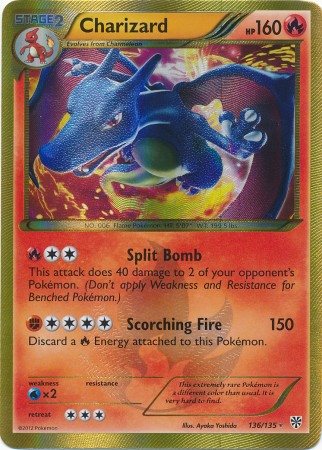 STAGE2
Charizard
HP160
Evolves from Charmeleon
NO. 006 Flame Pokémon HT: 5'07" WT: 199.5 lbs.
Split Bomb
This attack does 40 damage to 2 of your opponent's
Pokémon. (Don't apply Weakness and Resistance for
Benched Pokémon.)
Scorching Fire 150
Discard a Energy attached to this Pokémon.
weakness
resistance
×2
retreat
This extremely rare Pokémon is
a different color than usual. It is
very hard to find.
©2012 Pokémon
Illus. Ayaka Yoshida
136/135